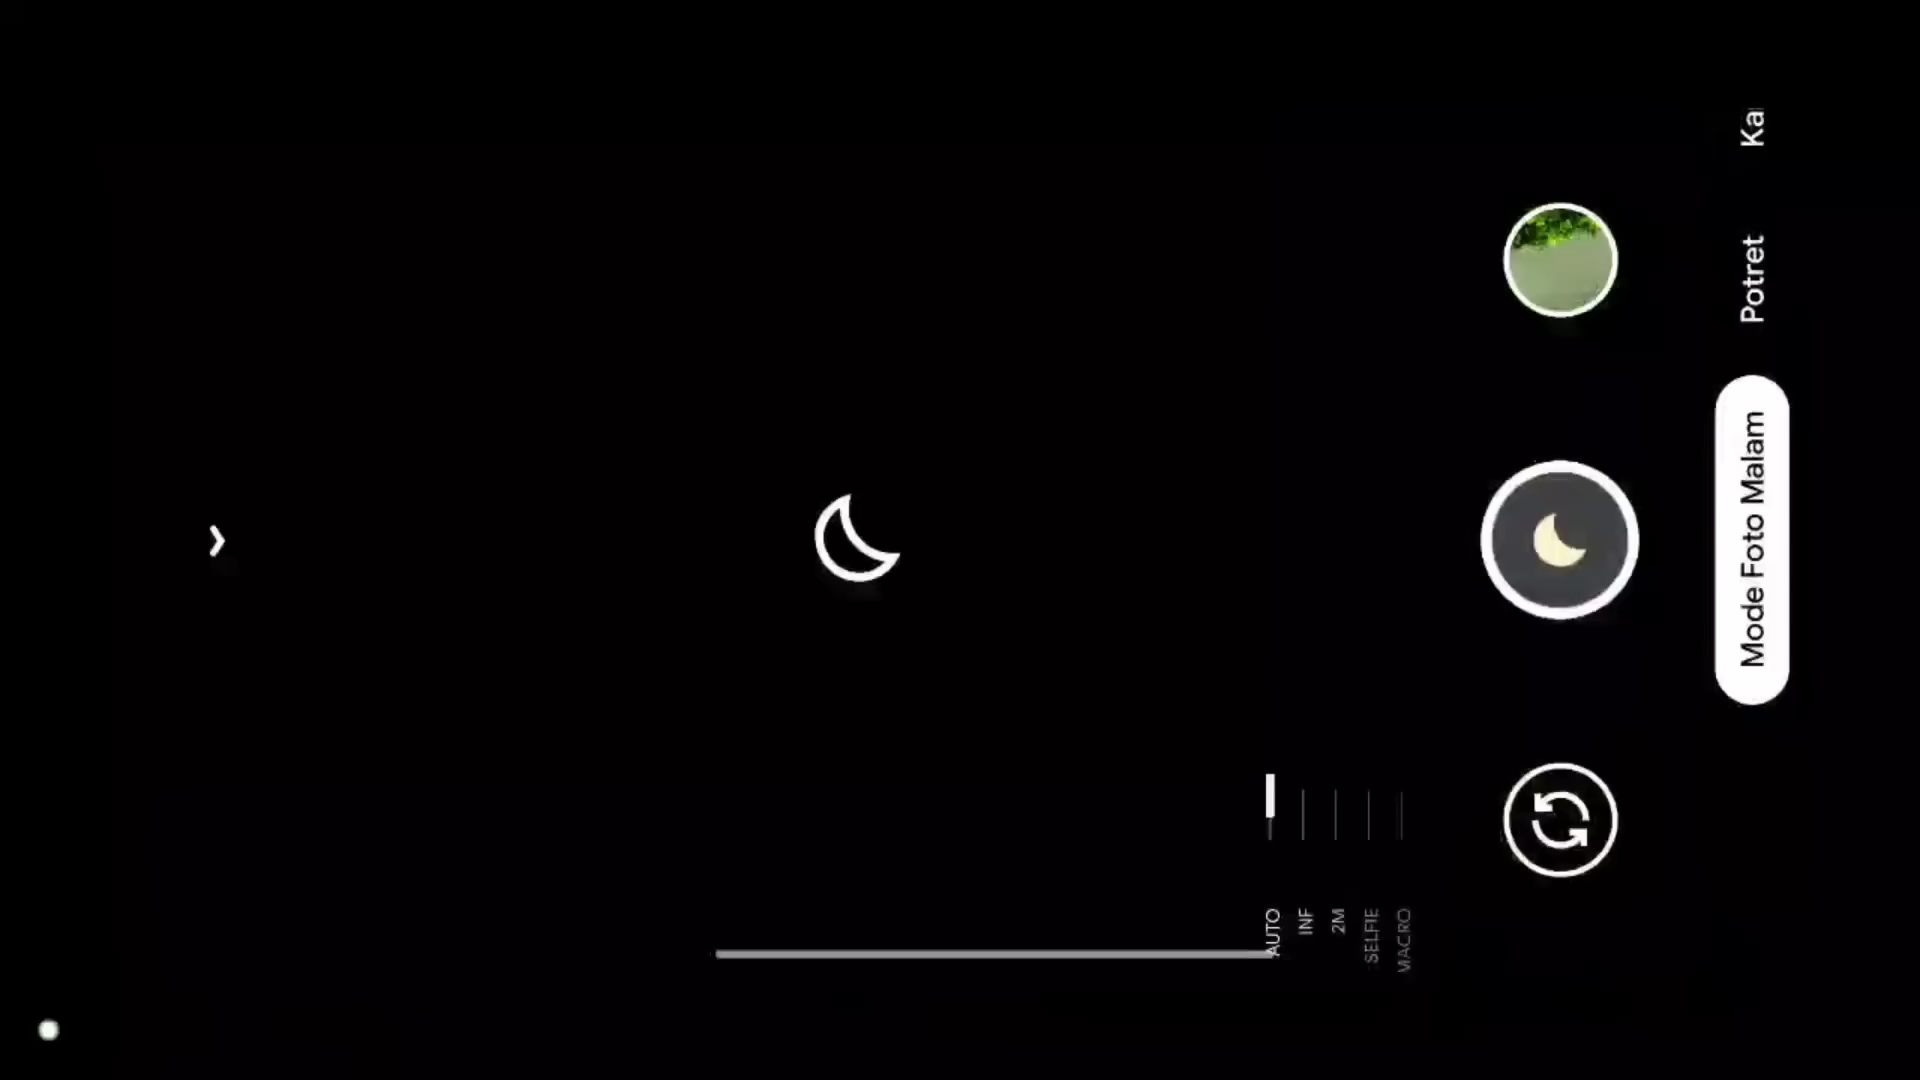 Mode Foto Malam
Potret
Ka
AUTO
INF
2M
SELFIE
MACRO